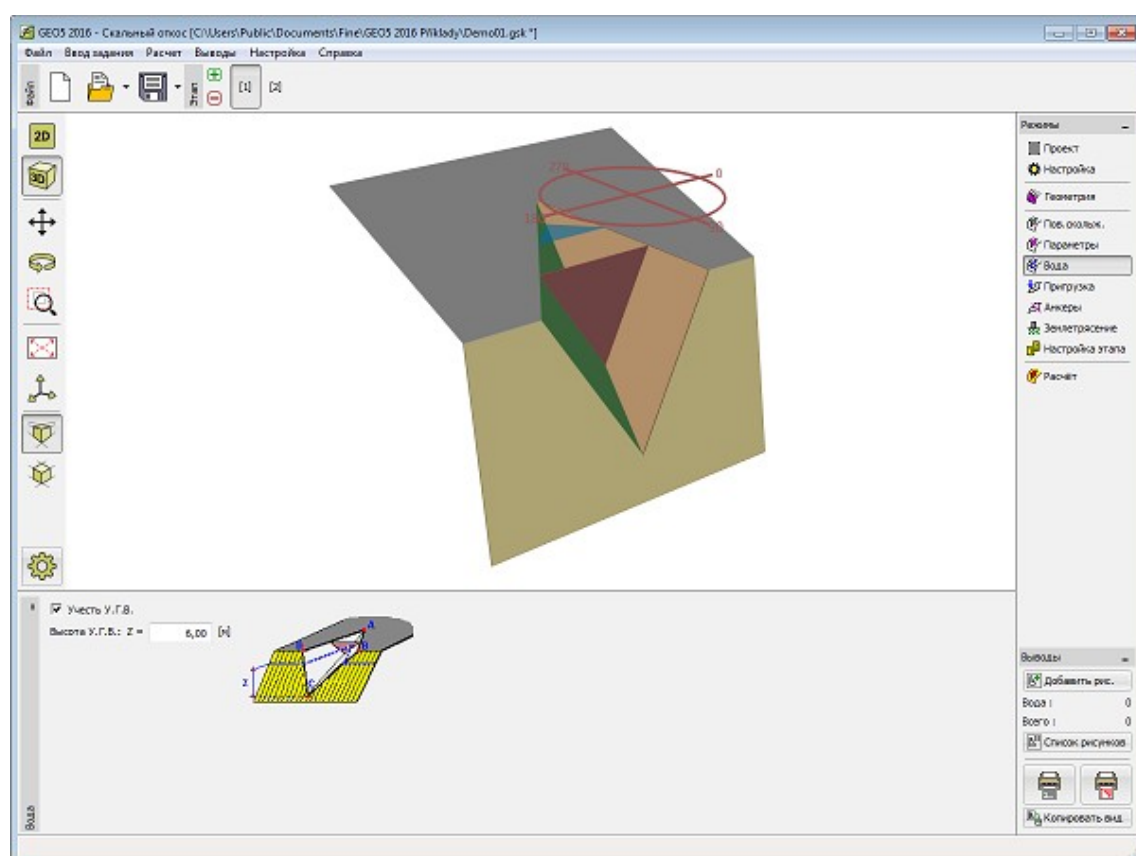 GEO5 2016 - Скальный откос [C:\Users\Public\Documents\Fine\GEO5 2016 Příklady\Demo01.gsk *]
Файл Ввод задания Расчет Выводы Настройка Справка
Файл
Этап
[1] [2]
2D
3D
270
0
180
90
Режимы
Проект
Настройка
Геометрия
Пов. скольж.
Параметры
Вода
Пригрузка
Анкеры
Землетрясение
Настройка этапа
Расчёт
Учесть У.Г.В.
Высота У.Г.В.: Z = 6,00 [м]
A
B
C
z
Вода
Выводы
Добавить рис.
Вода : 0
Всего : 0
Список рисунков
Копировать вид